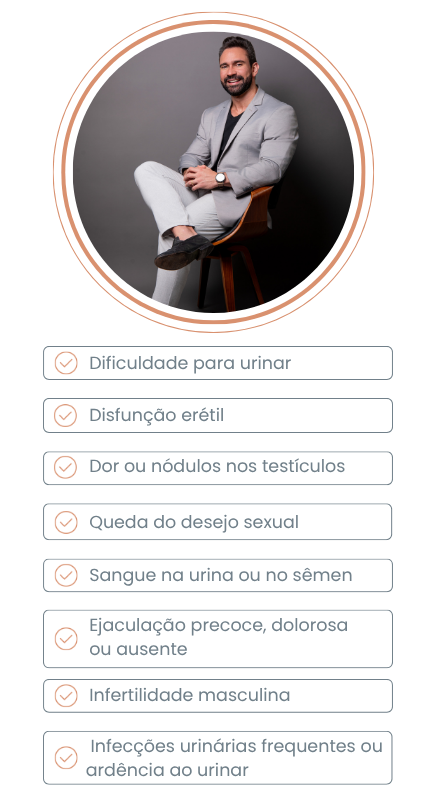 Dificuldade para urinar
Disfunção erétil
Dor ou nódulos nos testículos
Queda do desejo sexual
Sangue na urina ou no sêmen
Ejaculação precoce, dolorosa
ou ausente
Infertilidade masculina
Infecções urinárias frequentes ou
ardência ao urinar